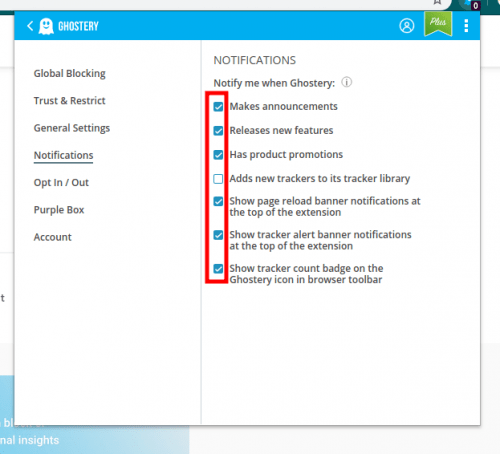 GHOSTERY
Plus
0
Global Blocking
Trust & Restrict
General Settings
Notifications
Opt In / Out
Purple Box
Account
NOTIFICATIONS
Notify me when Ghostery:
Makes announcements
Releases new features
Has product promotions
Adds new trackers to its tracker library
Show page reload banner notifications at
the top of the extension
Show tracker alert banner notifications
at the top of the extension
Show tracker count badge on the
Ghostery icon in browser toolbar
insights